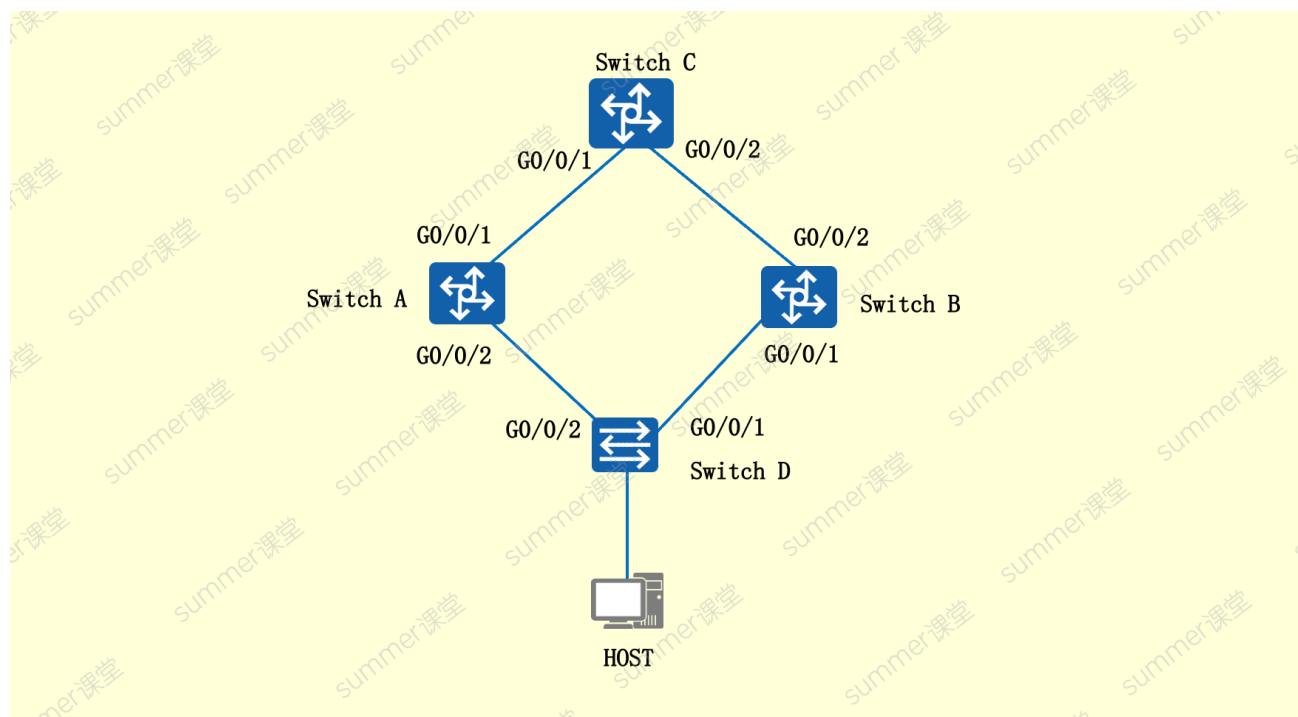 Switch C
G0/0/1
G0/0/2
G0/0/1
G0/0/2
Switch A
Switch B
G0/0/2
G0/0/1
G0/0/2
G0/0/1
Switch D
HOST
summer课堂